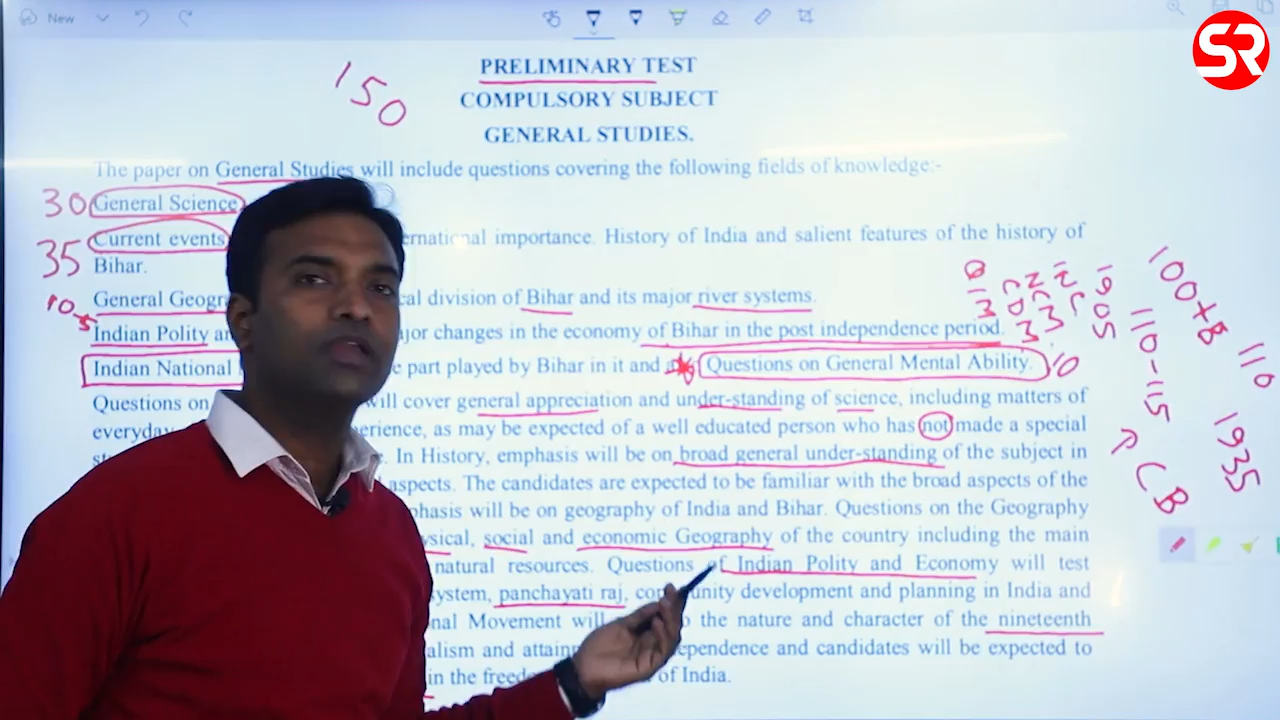 New
SR
PRELIMINARY TEST
150
COMPULSORY SUBJECT
GENERAL STUDIES.
The paper on General Studies will include questions covering the following fields of knowledge:-
30 General Science
35 Current events ernational importance. History of India and salient features of the history of
Bihar.
10 General Geogr cal division of Bihar and its major river systems.
Indian Polity an jor changes in the economy of Bihar in the post independence period.
Indian National e part played by Bihar in it and Questions on General Mental Ability. 10
Questions on will cover general appreciation and under-standing of science, including matters of
everyday erience, as may be expected of a well educated person who has not made a special
. In History, emphasis will be on broad general under-standing of the subject in
aspects. The candidates are expected to be familiar with the broad aspects of the
phasis will be on geography of India and Bihar. Questions on the Geography
ysical, social and economic Geography of the country including the main
natural resources. Questions of Indian Polity and Economy will test
ystem, panchayati raj, co unity development and planning in India and
nal Movement will the nature and character of the nineteenth
alism and attain ependence and candidates will be expected to
in the freed of India.
1905
100+8
110
110-115
1935
CB